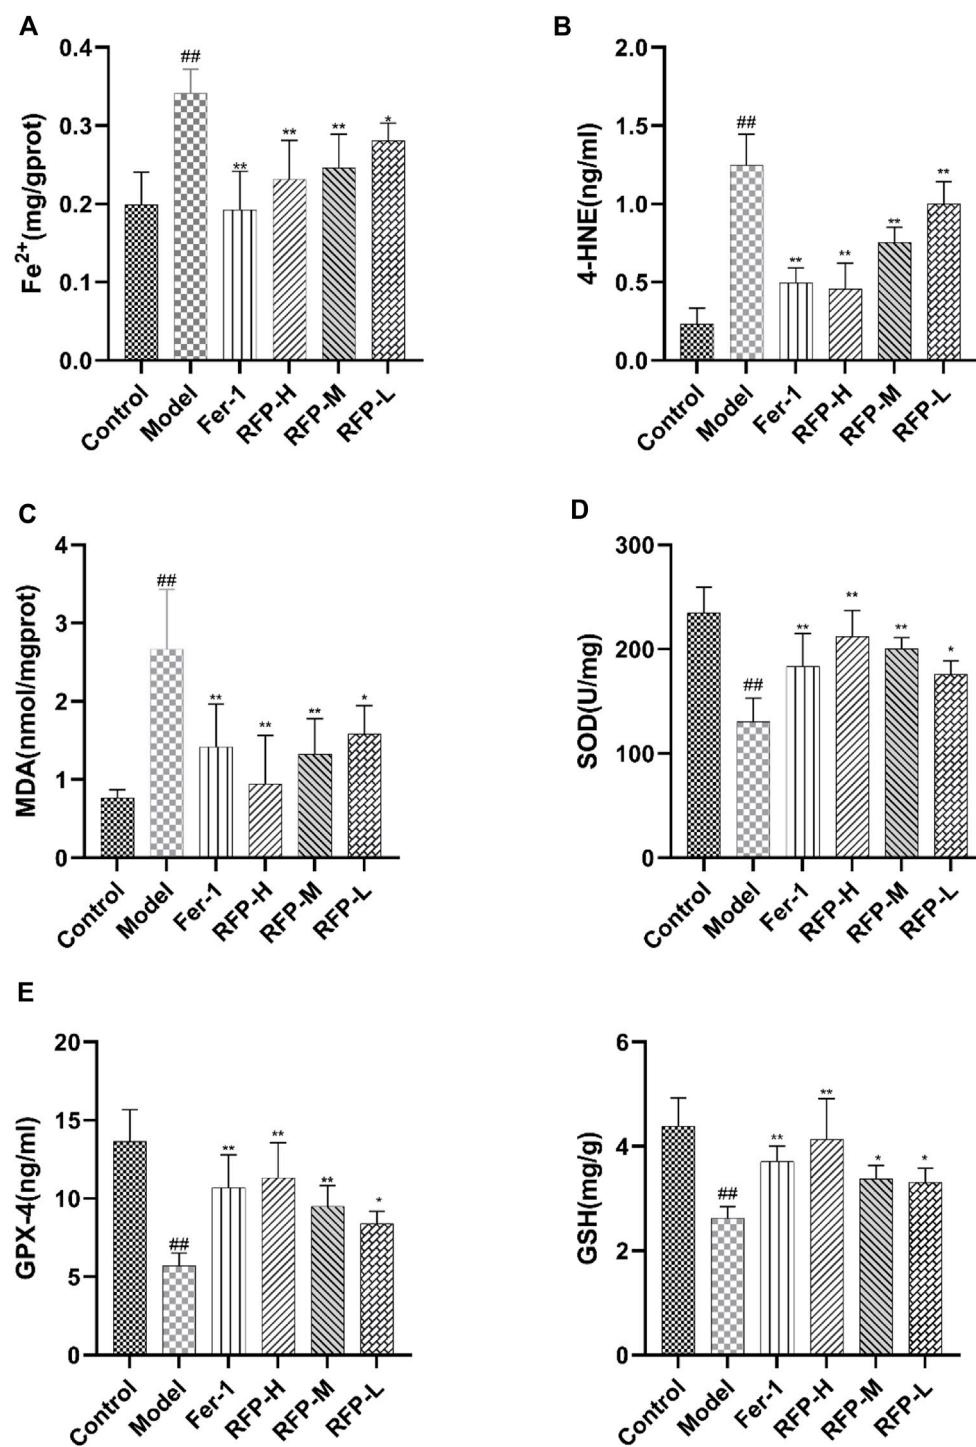 A
Fe2+(mg/gprot)
0.4
0.3
0.2
0.1
0.0
##
**
**
**
*
Control
Model
Fer-1
RFP-H
RFP-M
RFP-L
B
4-HNE(ng/ml)
2.0
1.5
1.0
0.5
0.0
##
**
**
**
**
Control
Model
Fer-1
RFP-H
RFP-M
RFP-L
C
MDA(nmol/mgprot)
4
3
2
1
0
##
**
**
**
*
Control
Model
Fer-1
RFP-H
RFP-M
RFP-L
D
SOD(U/mg)
300
200
100
0
##
**
**
**
*
Control
Model
Fer-1
RFP-H
RFP-M
RFP-L
E
GPX-4(ng/ml)
20
15
10
5
0
##
**
**
**
*
Control
Model
Fer-1
RFP-H
RFP-M
RFP-L
GSH(mg/g)
6
4
2
0
##
**
**
*
*
Control
Model
Fer-1
RFP-H
RFP-M
RFP-L